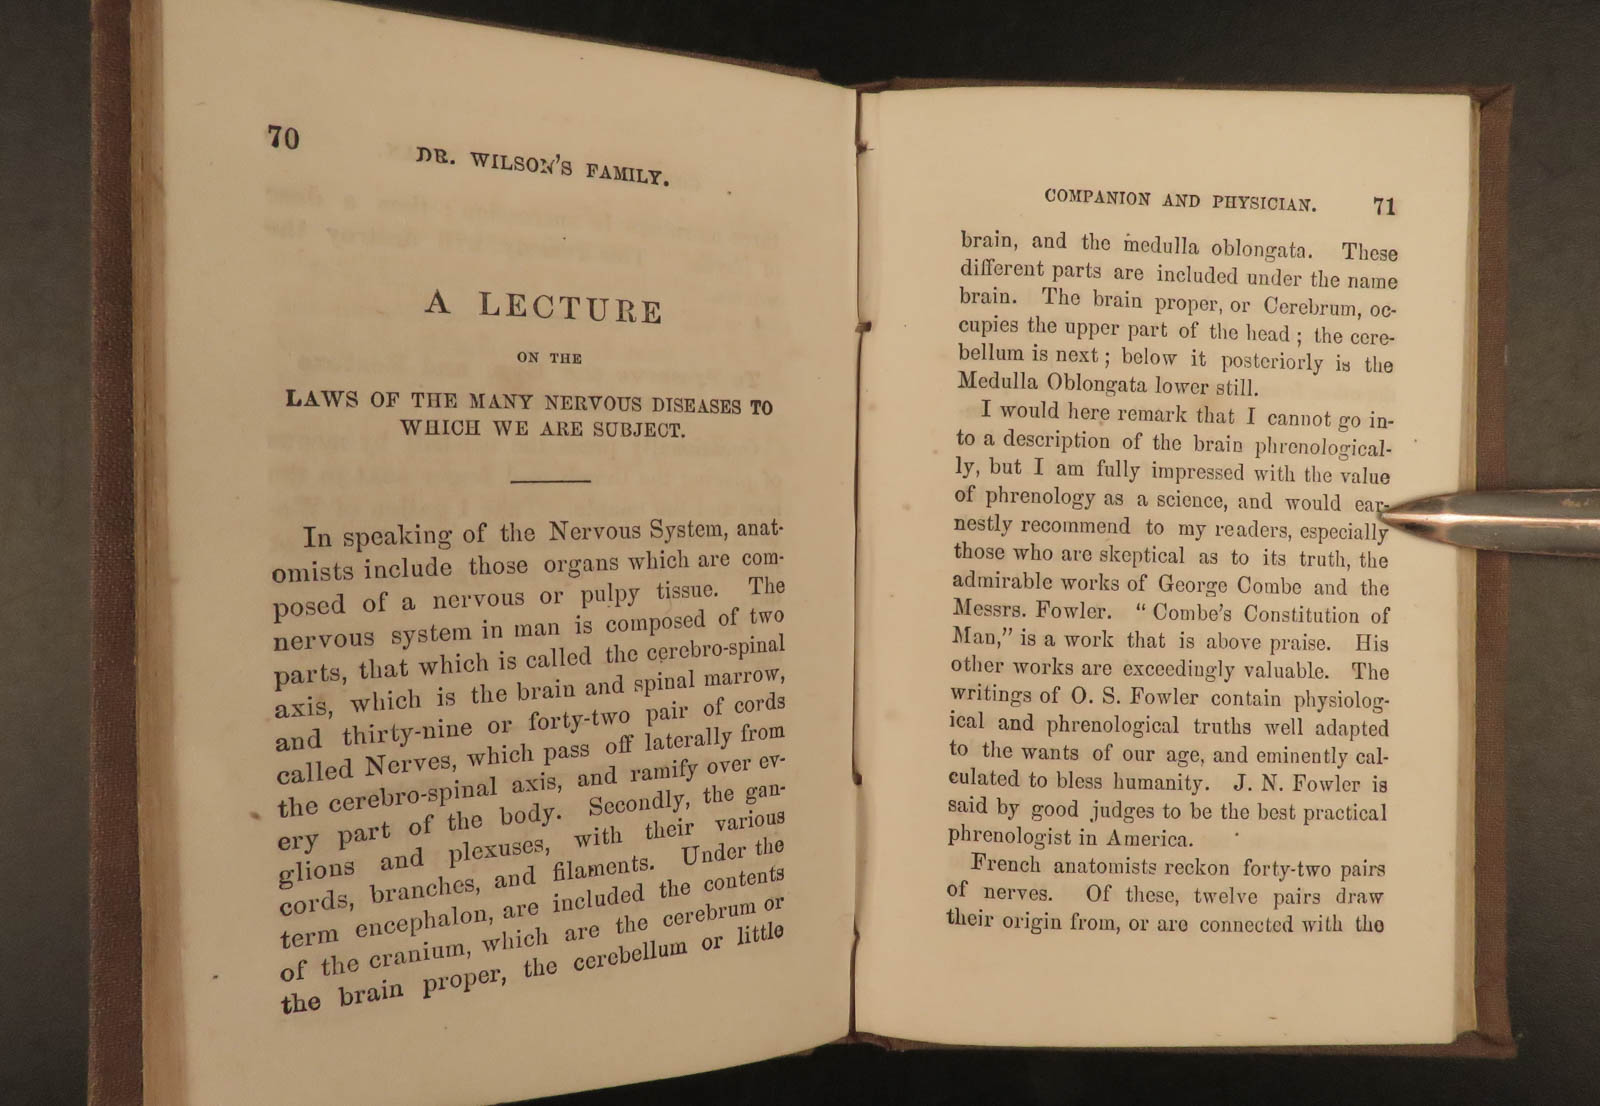 70
DR. WILSON'S FAMILY.
A LECTURE
ON THE
LAWS OF THE MANY NERVOUS DISEASES TO
WHICH WE ARE SUBJECT.
In speaking of the Nervous System, anat-
omists include those organs which are com-
posed of a nervous or pulpy tissue. The
nervous system in man is composed of two
parts, that which is called the cerebro-spinal
axis, which is the brain and spinal marrow,
and thirty-nine or forty-two pair of cords
called Nerves, which pass off laterally from
the cerebro-spinal axis, and ramify over ev-
ery part of the body. Secondly, the gan-
glions and plexuses, with their various
cords, branches, and filaments. Under the
term encephalon, are included the contents
of the cranium, which are the cerebrum or
the brain proper, the cerebellum or little
COMPANION AND PHYSICIAN. 71
brain, and the medulla oblongata. These
different parts are included under the name
brain. The brain proper, or Cerebrum, oc-
cupies the upper part of the head ; the cere-
bellum is next ; below it posteriorly is the
Medulla Oblongata lower still.
I would here remark that I cannot go in-
to a description of the brain phrenological-
ly, but I am fully impressed with the value
of phrenology as a science, and would ear-
nestly recommend to my readers, especially
those who are skeptical as to its truth, the
admirable works of George Combe and the
Messrs. Fowler. " Combe's Constitution of
Man," is a work that is above praise. His
other works are exceedingly valuable. The
writings of O. S. Fowler contain physiolog-
ical and phrenological truths well adapted
to the wants of our age, and eminently cal-
culated to bless humanity. J. N. Fowler is
said by good judges to be the best practical
phrenologist in America.
French anatomists reckon forty-two pairs
of nerves. Of these, twelve pairs draw
their origin from, or are connected with the